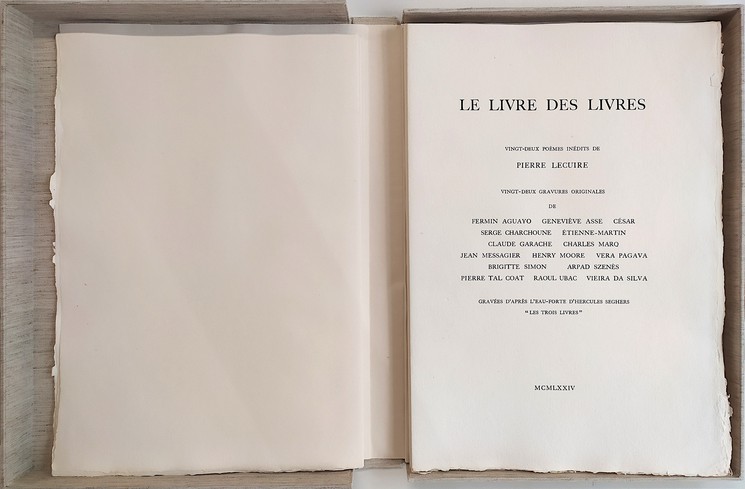 LE LIVRE DES LIVRES
VINGT-DEUX POÈMES INÉDITS DE
PIERRE LECUIRE
VINGT-DEUX GRAVURES ORIGINALES
DE
FERMIN AGUAYO GENEVIÈVE ASSE CÉSAR
SERGE CHARCHOUNE ÉTIENNE-MARTIN
CLAUDE GARACHE CHARLES MARQ
JEAN MESSAGIER HENRY MOORE VERA PAGAVA
BRIGITTE SIMON ARPAD SZENÈS
PIERRE TAL COAT RAOUL UBAC VIEIRA DA SILVA
GRAVÉES D'APRÈS L'EAU-FORTE D'HERCULES SEGHERS
"LES TROIS LIVRES"
MCMLXXIV